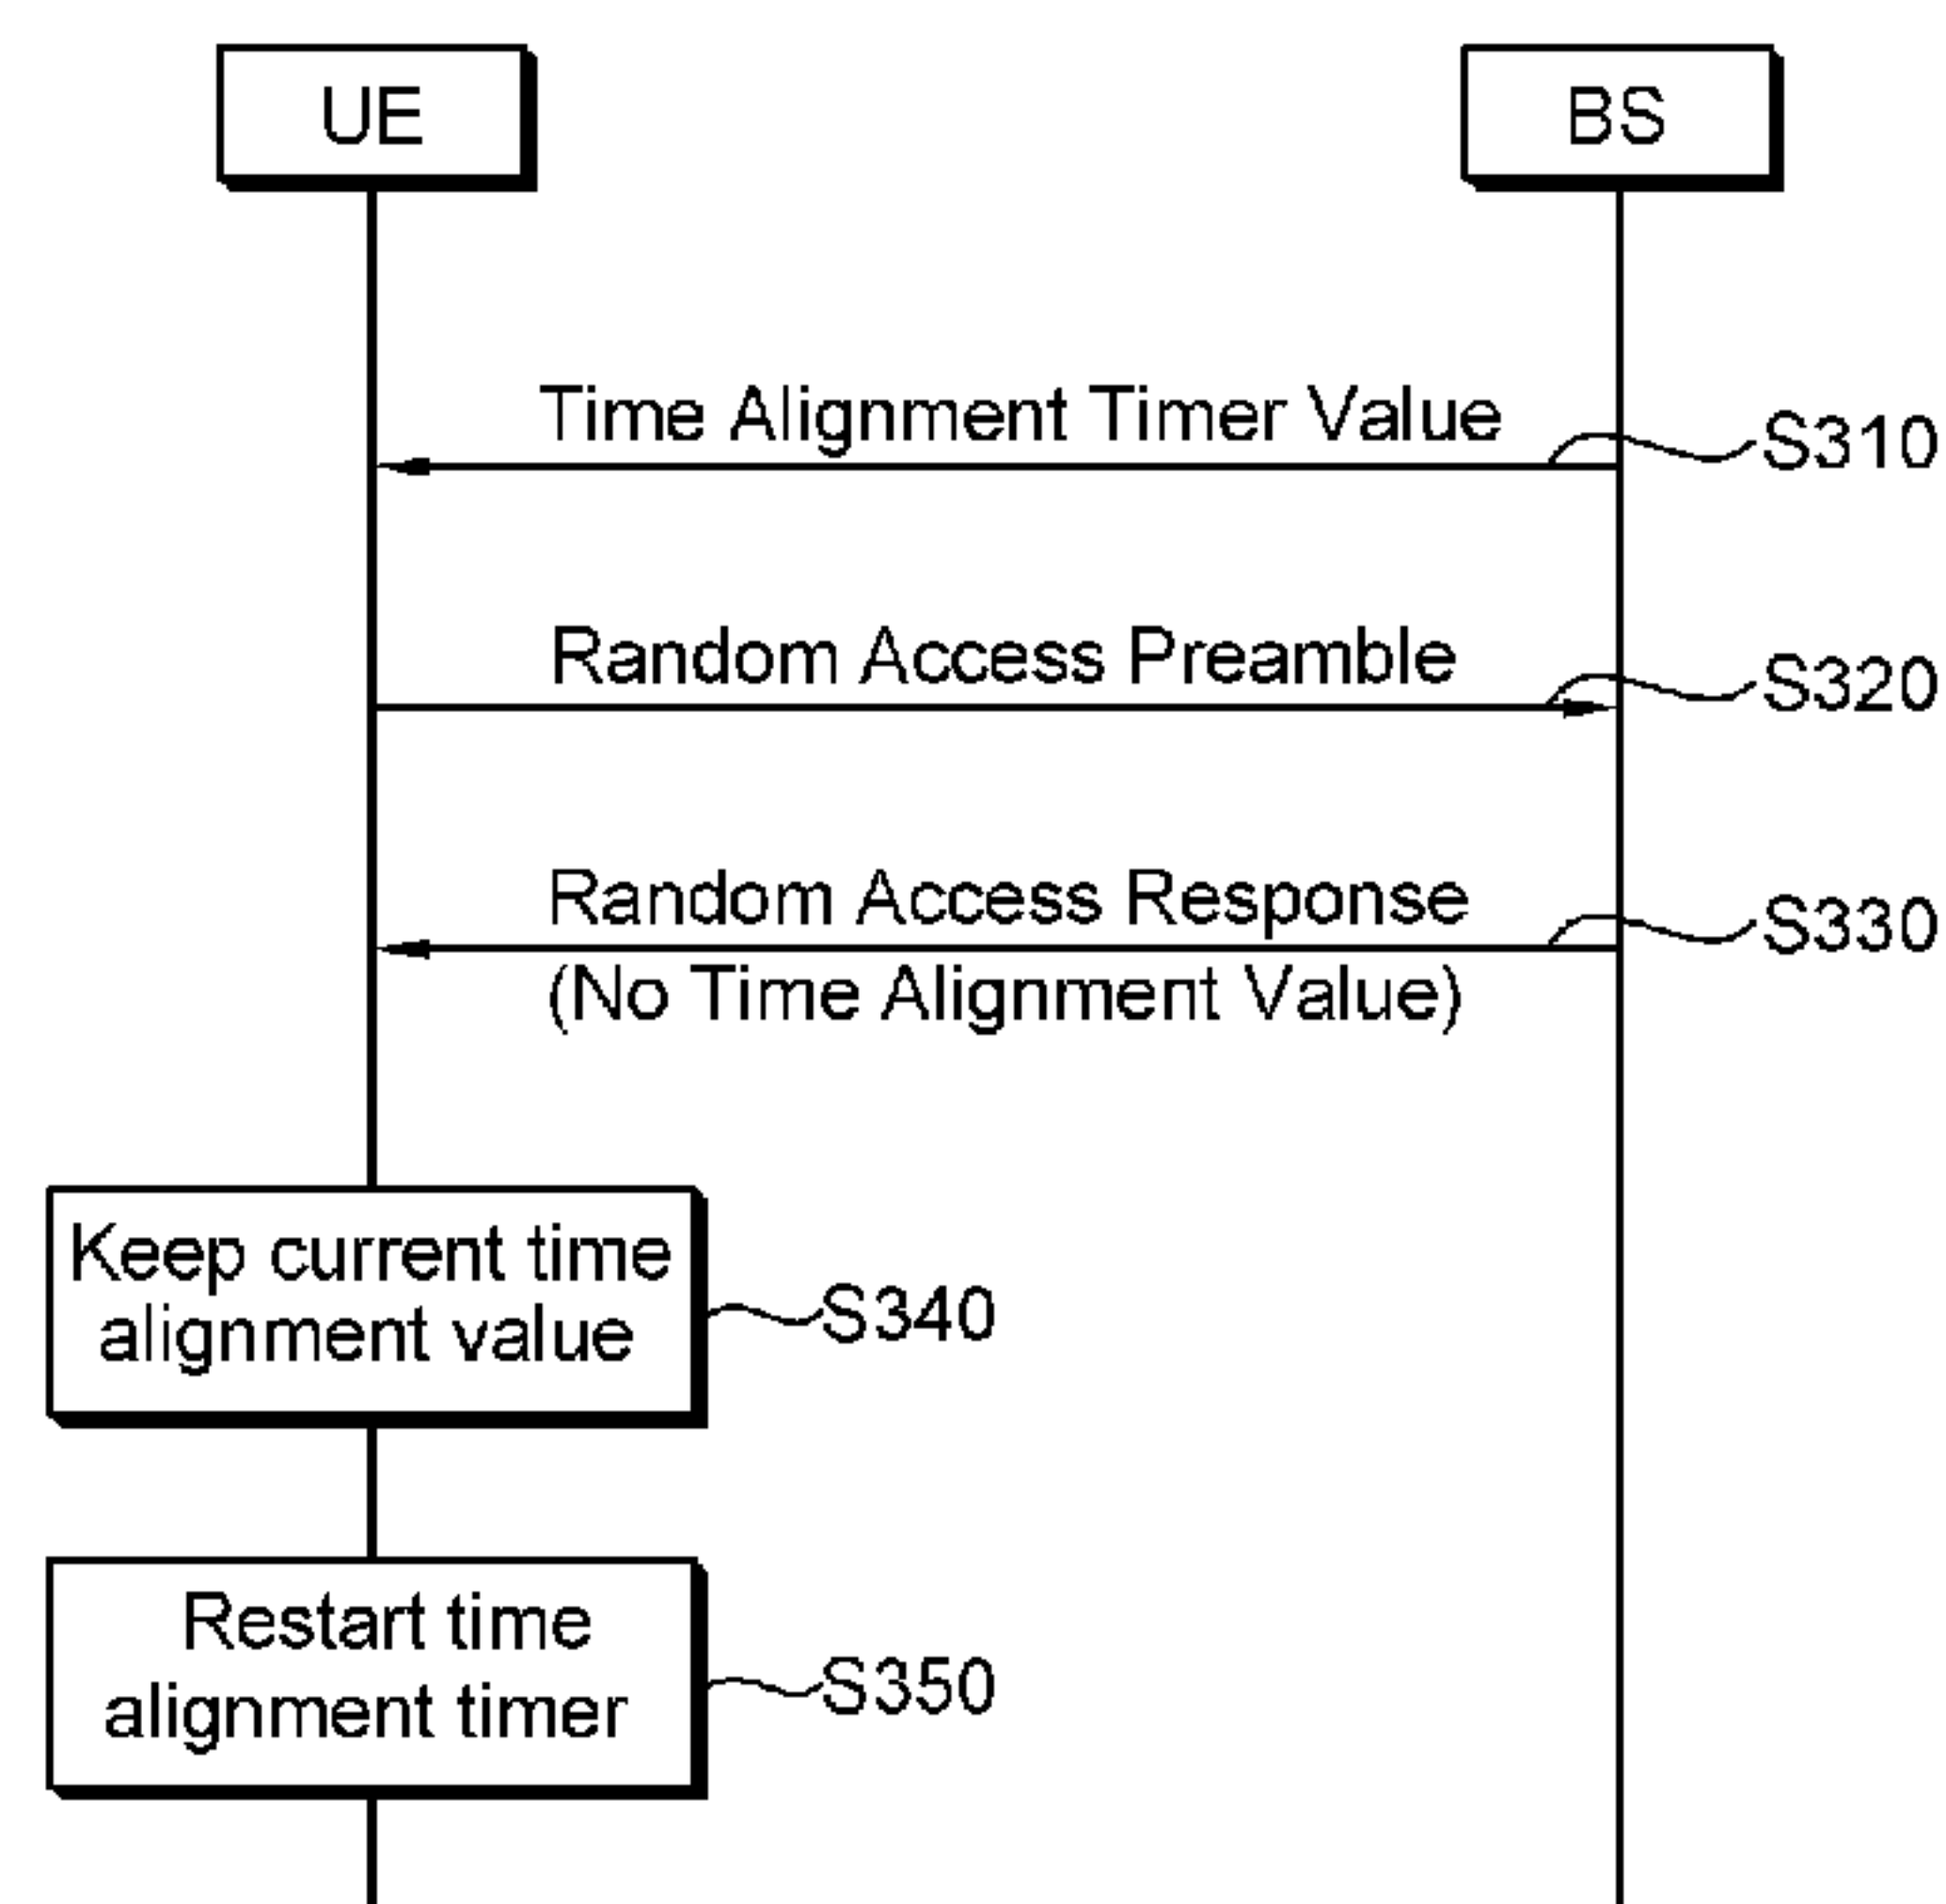 UE
BS
Time Alignment Timer Value
S310
Random Access Preamble
S320
Random Access Response
S330
(No Time Alignment Value)
Keep current time
alignment value
S340
Restart time
alignment timer
S350